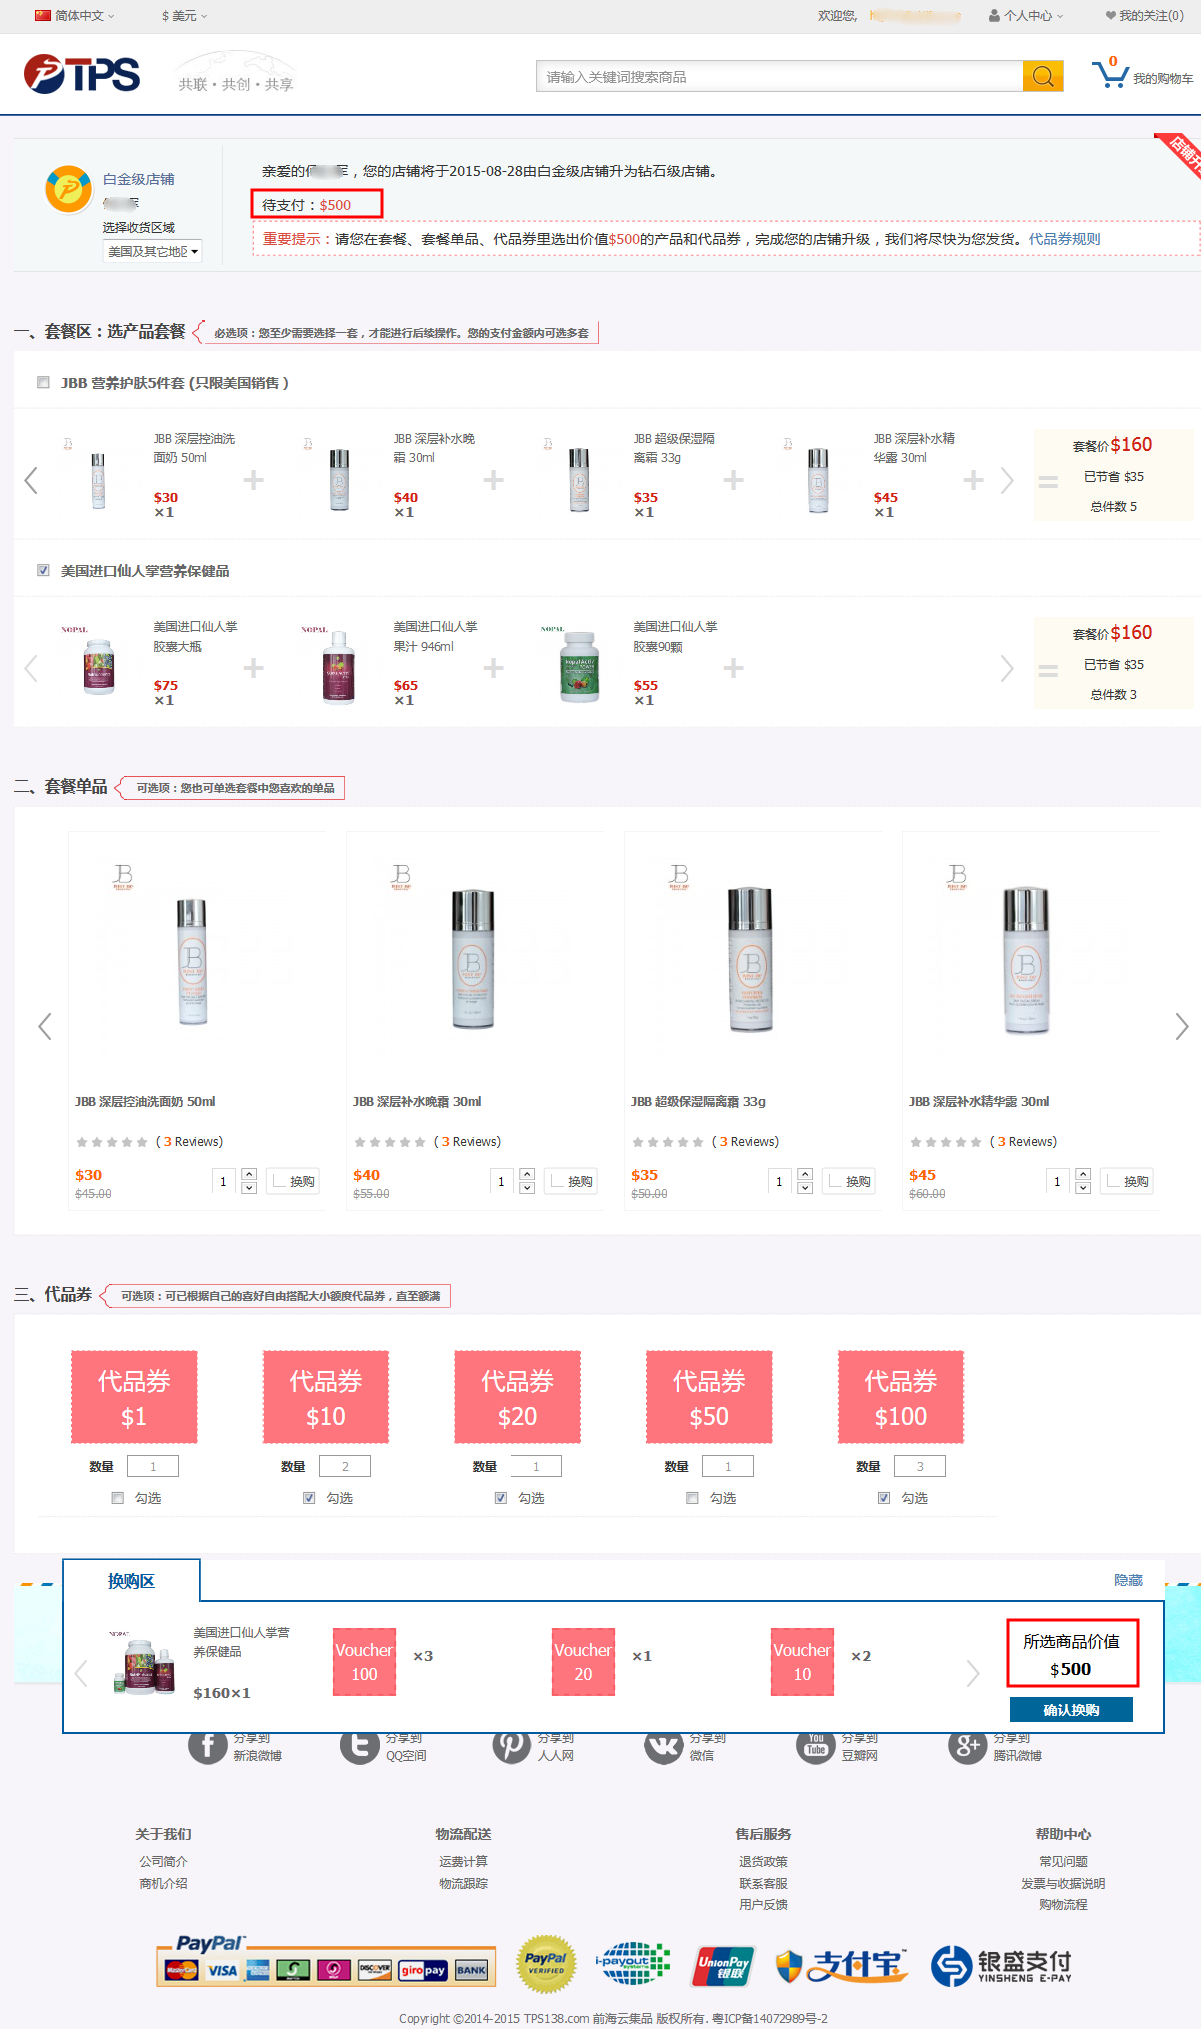 简体中文 $ 美元 欢迎您, 个人中心 我的关注(0)
TPS
共联・共创・共享
请输入关键词搜索商品
0
我的购物车
店铺升
白金级店铺
选择收货区域
美国及其它地区
亲爱的 ，您的店铺将于2015-08-28由白金级店铺升为钻石级店铺。
待支付：$500
重要提示：请您在套餐、套餐单品、代品券里选出价值$500的产品和代品券，完成您的店铺升级，我们将尽快为您发货。代品券规则
一、套餐区：选产品套餐 必选项：您至少需要选择一套，才能进行后续操作。您的支付金额内可选多套
JBB 营养护肤5件套 (只限美国销售 )
JBB 深层控油洗
面奶 50ml
$30
×1
JBB 深层补水晚
霜 30ml
$40
×1
JBB 超级保湿隔
离霜 33g
$35
×1
JBB 深层补水精
华露 30ml
$45
×1
套餐价$160
已节省 $35
总件数 5
美国进口仙人掌营养保健品
NOPAL
美国进口仙人掌
胶囊大瓶
$75
×1
NOPAL
美国进口仙人掌
果汁 946ml
$65
×1
NOPAL
美国进口仙人掌
胶囊90颗
$55
×1
套餐价$160
已节省 $35
总件数 3
二、套餐单品 可选项：您也可单选套餐中您喜欢的单品
JB
JB
JB
JB
JBB 深层控油洗面奶 50ml
( 3 Reviews)
$30
$45.00
1 换购
JBB 深层补水晚霜 30ml
( 3 Reviews)
$40
$55.00
1 换购
JBB 超级保湿隔离霜 33g
( 3 Reviews)
$35
$50.00
1 换购
JBB 深层补水精华露 30ml
( 3 Reviews)
$45
$60.00
1 换购
三、代品券 可选项：可已根据自己的喜好自由搭配大小额度代品券，直至额满
代品券
$1
数量 1
勾选
代品券
$10
数量 2
勾选
代品券
$20
数量 1
勾选
代品券
$50
数量 1
勾选
代品券
$100
数量 3
勾选
换购区 隐藏
NOPAL
美国进口仙人掌营
养保健品
$160×1
Voucher
100
×3
Voucher
20
×1
Voucher
10
×2
所选商品价值
$500
确认换购
分享到
新浪微博
分享到
QQ空间
分享到
人人网
分享到
微信
You
Tube
分享到
豆瓣网
g+
分享到
腾讯微博
关于我们
公司简介
商机介绍
物流配送
运费计算
物流跟踪
售后服务
退货政策
联系客服
用户反馈
帮助中心
常见问题
发票与收据说明
购物流程
PayPal
MasterCard VISA DISCOVER giropay BANK
PayPal
VERIFIED
i-payout
UnionPay
银联
支付宝
银盛支付
YINSHENG E-PAY
Copyright ©2014-2015 TPS138.com 前海云集品 版权所有. 粤ICP备14072989号-2